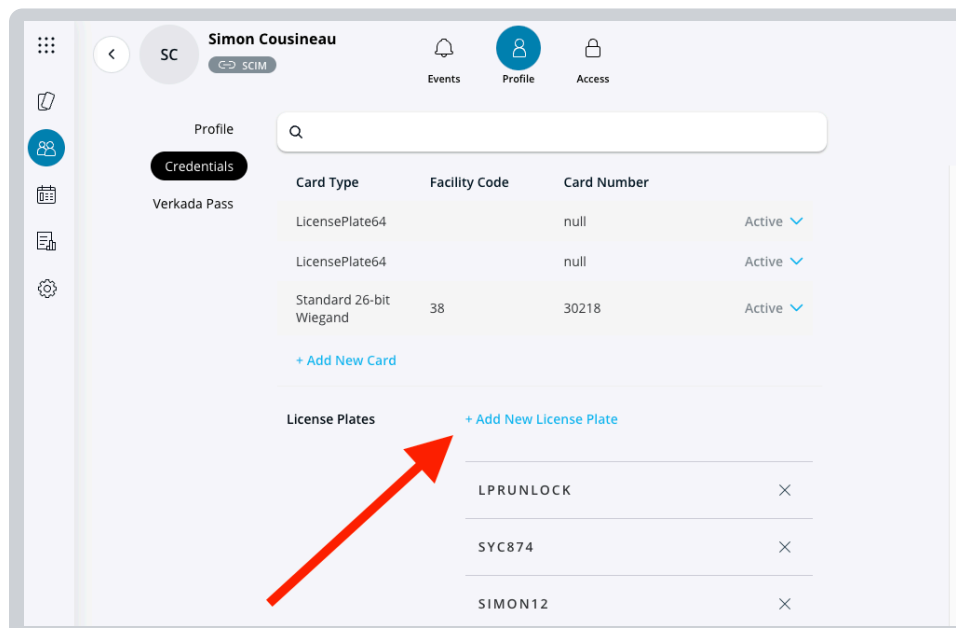 Simon Cousineau
SC
SCIM
Events
Profile
Access
Profile
Credentials
Verkada Pass
Card Type Facility Code Card Number
LicensePlate64 null Active
LicensePlate64 null Active
Standard 26-bit
Wiegand
38 30218 Active
+ Add New Card
License Plates + Add New License Plate
LPRUNLOCK
SYC874
SIMON12